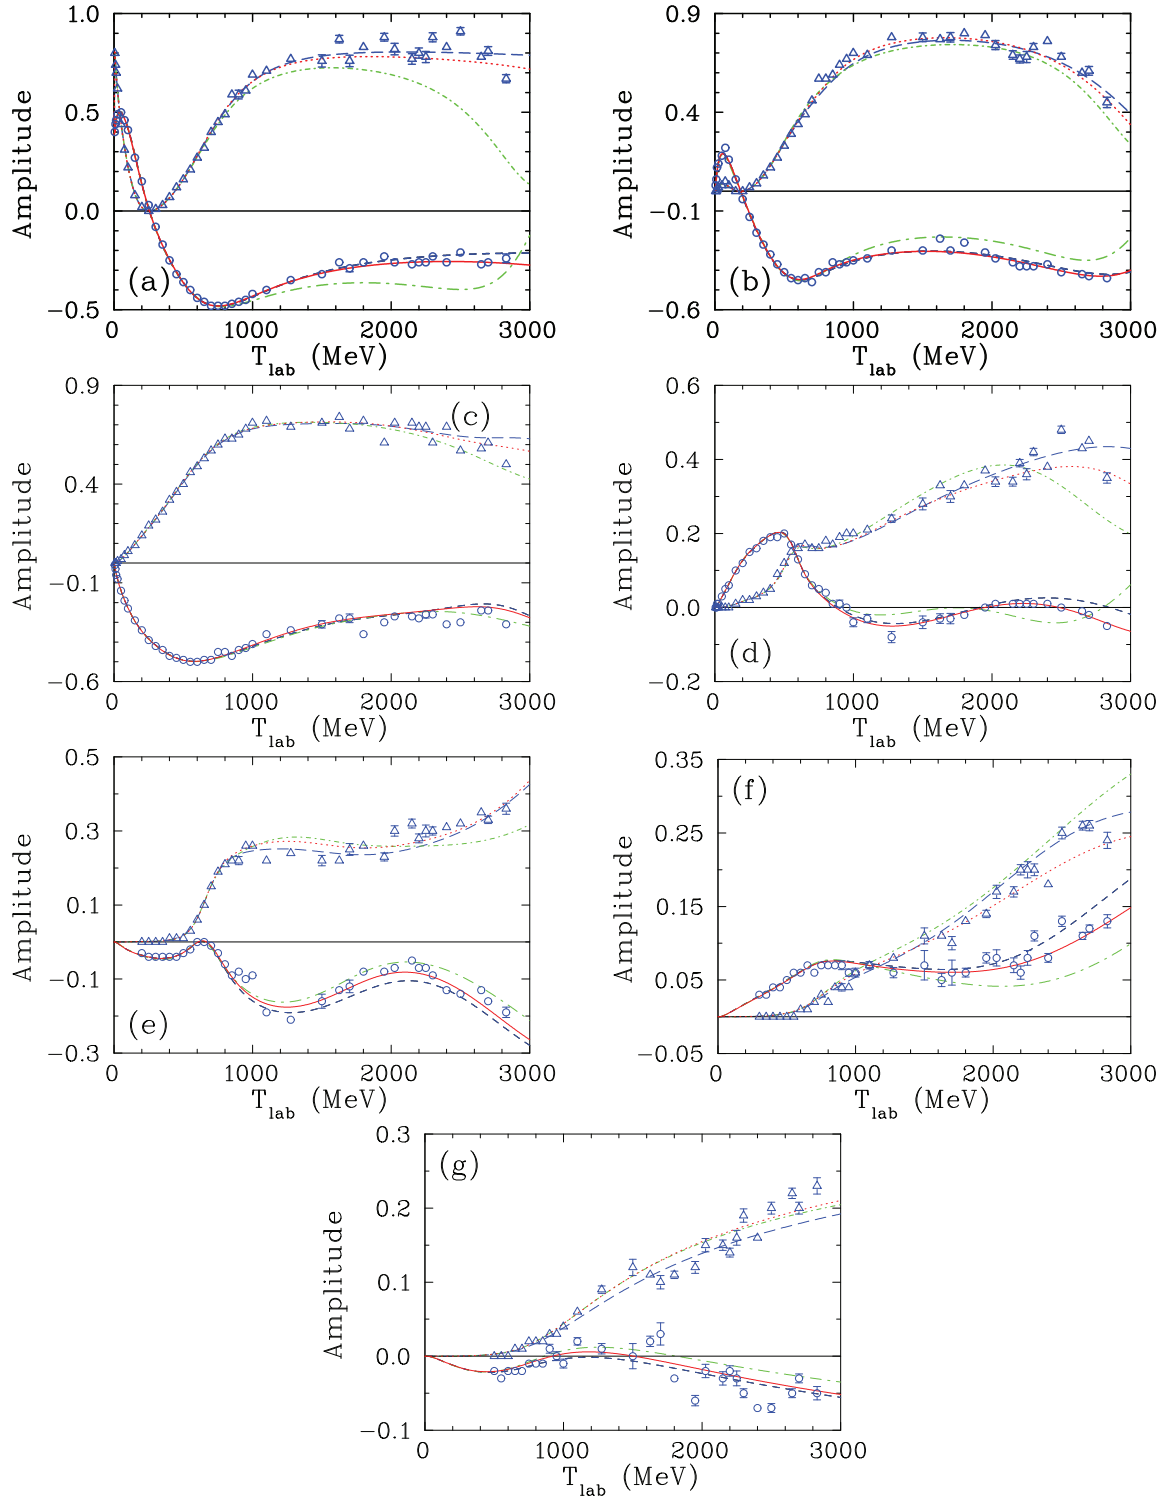 1.0
0.5
0.0
−0.5
Amplitude
(a)
0 1000 2000 3000
T_lab (MeV)
0.9
0.4
−0.1
−0.6
Amplitude
(b)
0 1000 2000 3000
T_lab (MeV)
0.9
0.4
−0.1
−0.6
Amplitude
(c)
0 1000 2000 3000
T_lab (MeV)
0.6
0.4
0.2
0.0
−0.2
Amplitude
(d)
0 1000 2000 3000
T_lab (MeV)
0.5
0.3
0.1
−0.1
−0.3
Amplitude
(e)
0 1000 2000 3000
T_lab (MeV)
0.35
0.25
0.15
0.05
−0.05
Amplitude
(f)
0 1000 2000 3000
T_lab (MeV)
0.3
0.2
0.1
0.0
−0.1
Amplitude
(g)
0 1000 2000 3000
T_lab (MeV)